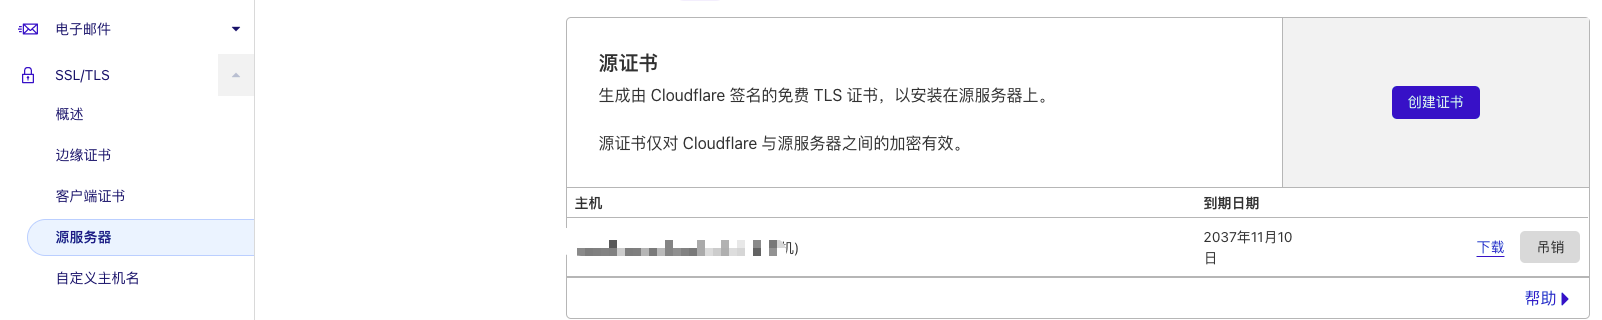 电子邮件
SSL/TLS
概述
边缘证书
客户端证书
源服务器
自定义主机名
源证书
生成由 Cloudflare 签名的免费 TLS 证书，以安装在源服务器上。
源证书仅对 Cloudflare 与源服务器之间的加密有效。
创建证书
主机 到期日期
机) 2037年11月10
日
下载 吊销
帮助